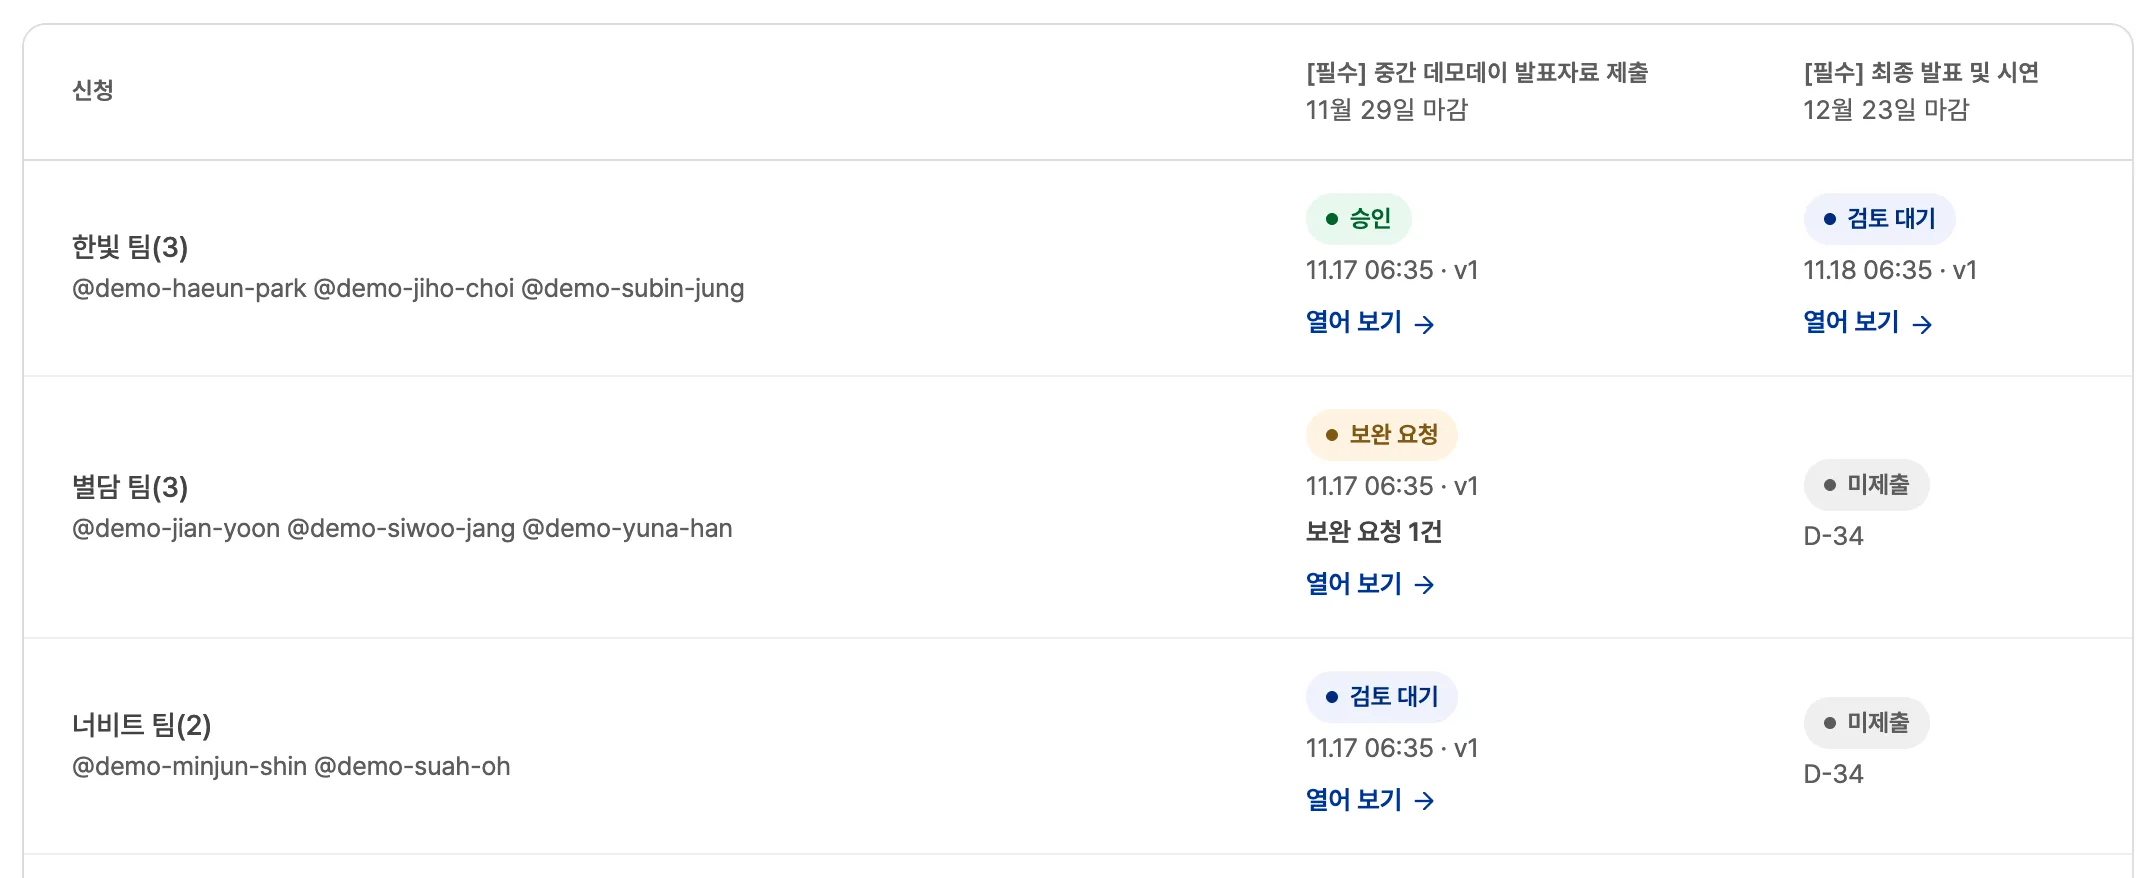 신청
[필수] 중간 데모데이 발표자료 제출
11월 29일 마감
[필수] 최종 발표 및 시연
12월 23일 마감
한빛 팀(3)
@demo-haeun-park @demo-jiho-choi @demo-subin-jung
승인
11.17 06:35 · v1
열어 보기 →
검토 대기
11.18 06:35 · v1
열어 보기 →
별담 팀(3)
@demo-jian-yoon @demo-siwoo-jang @demo-yuna-han
보완 요청
11.17 06:35 · v1
보완 요청 1건
열어 보기 →
미제출
D-34
너비트 팀(2)
@demo-minjun-shin @demo-suah-oh
검토 대기
11.17 06:35 · v1
열어 보기 →
미제출
D-34